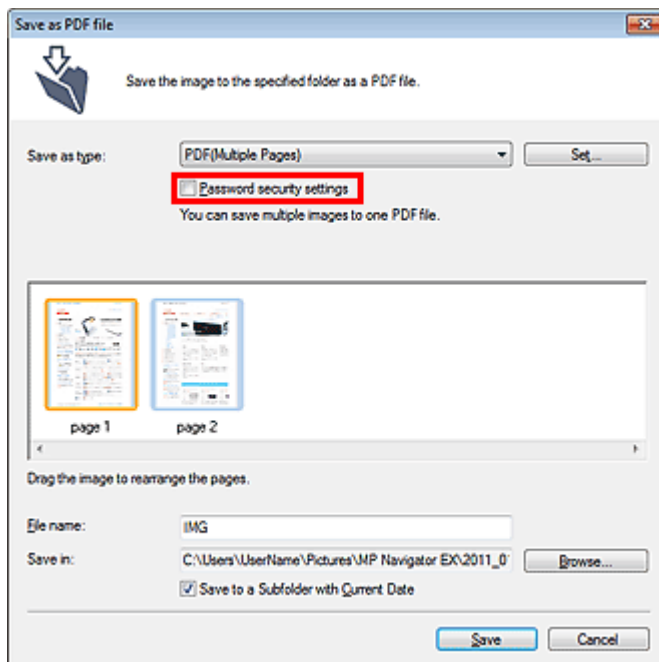 Save as PDF file
Save the image to the specified folder as a PDF file.
Save as type:
PDF(Multiple Pages)
Set...
Password security settings
You can save multiple images to one PDF file.
page 1
page 2
Drag the image to rearrange the pages.
File name:
IMG
Save in:
C:\Users\UserName\Pictures\MP Navigator EX\2011_0
Browse...
Save to a Subfolder with Current Date
Save
Cancel